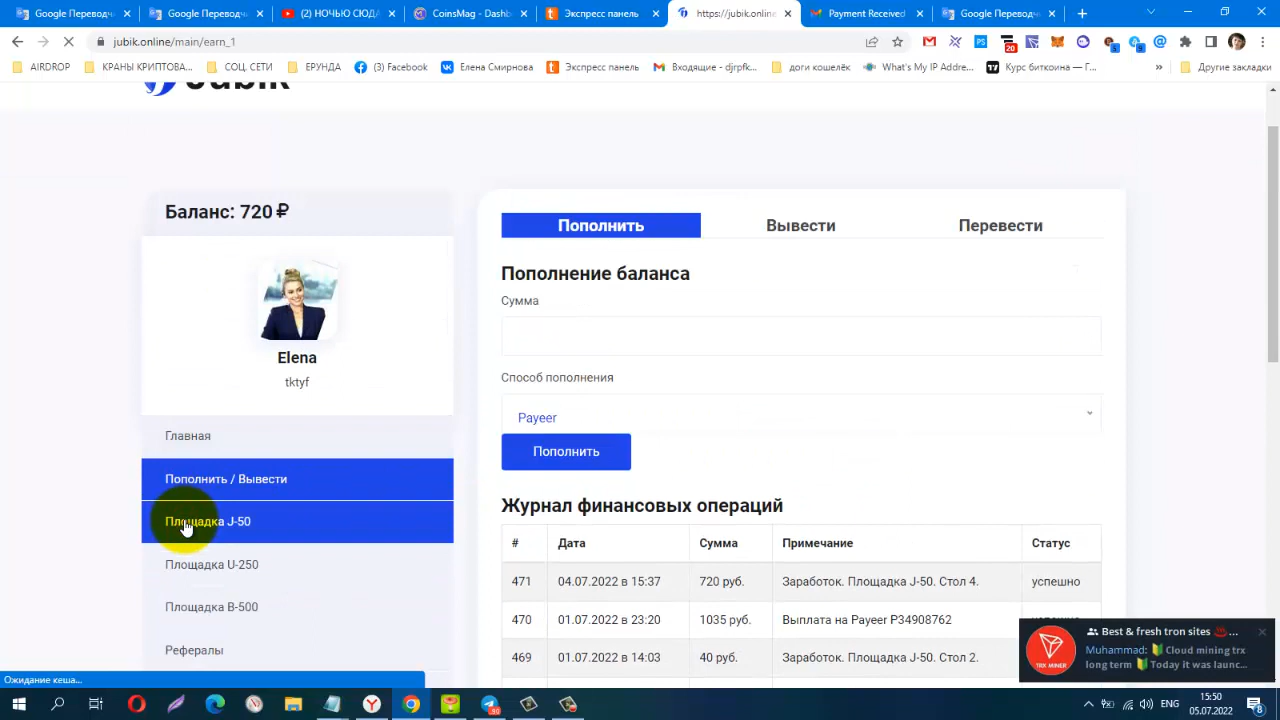 Google Переводч
Google Переводч
(2) НОЧЬЮ СЮДА
CoinsMag - Dashb
Экспресс панель
https://jubik.online
Payment Received
Google Переводч
jubik.online/main/earn_1
20
5
9
AIRDROP
КРАНЫ КРИПТОВА...
СОЦ. СЕТИ
ЕРУНДА
(3) Facebook
Елена Смирнова
Экспресс панель
Входящие - djrpfk...
доги кошелёк
What's My IP Addre...
Курс биткоина — Г...
»
Другие закладки
Jubik
Баланс: 720 ₽
Elena
tktyf
Главная
Пополнить / Вывести
Площадка J-50
Площадка U-250
Площадка B-500
Рефералы
Пополнить
Вывести
Перевести
Пополнение баланса
Сумма
Способ пополнения
Payeer
Пополнить
Журнал финансовых операций
# Дата Сумма Примечание Статус
471 04.07.2022 в 15:37 720 руб. Заработок. Площадка J-50. Стол 4. успешно
470 01.07.2022 в 23:20 1035 руб. Выплата на Payeer P34908762
469 01.07.2022 в 14:03 40 руб. Заработок. Площадка J-50. Стол 2.
TRX MINER
Best & fresh tron sites ♨️...
Muhammad: 🔰 Cloud mining trx
long term 🔰 Today it was launc...
Ожидание кеша...
ENG
15:50
05.07.2022
8